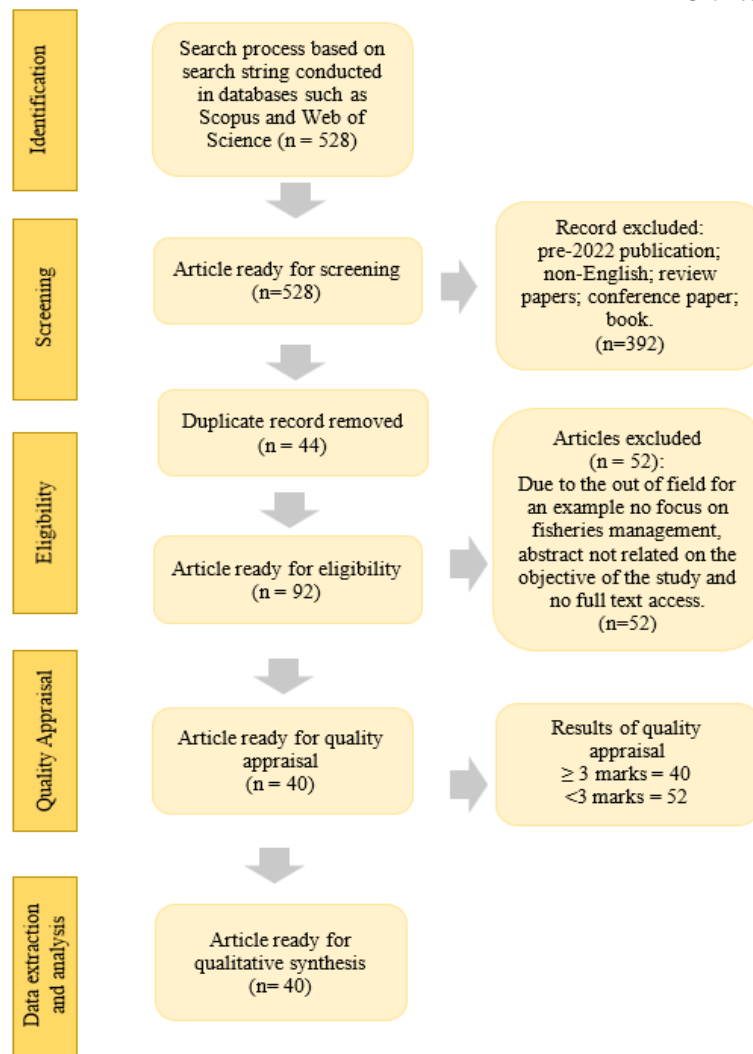 Identification
Search process based on
search string conducted
in databases such as
Scopus and Web of
Science (n = 528)
Screening
Article ready for screening
(n=528)
Record excluded:
pre-2022 publication;
non-English; review
papers; conference paper;
book.
(n=392)
Duplicate record removed
(n = 44)
Eligibility
Article ready for eligibility
(n = 92)
Articles excluded
(n = 52):
Due to the out of field for
an example no focus on
fisheries management,
abstract not related on the
objective of the study and
no full text access.
(n=52)
Quality Appraisal
Article ready for quality
appraisal
(n = 40)
Results of quality
appraisal
≥ 3 marks = 40
<3 marks = 52
Data extraction
and analysis
Article ready for
qualitative synthesis
(n= 40)